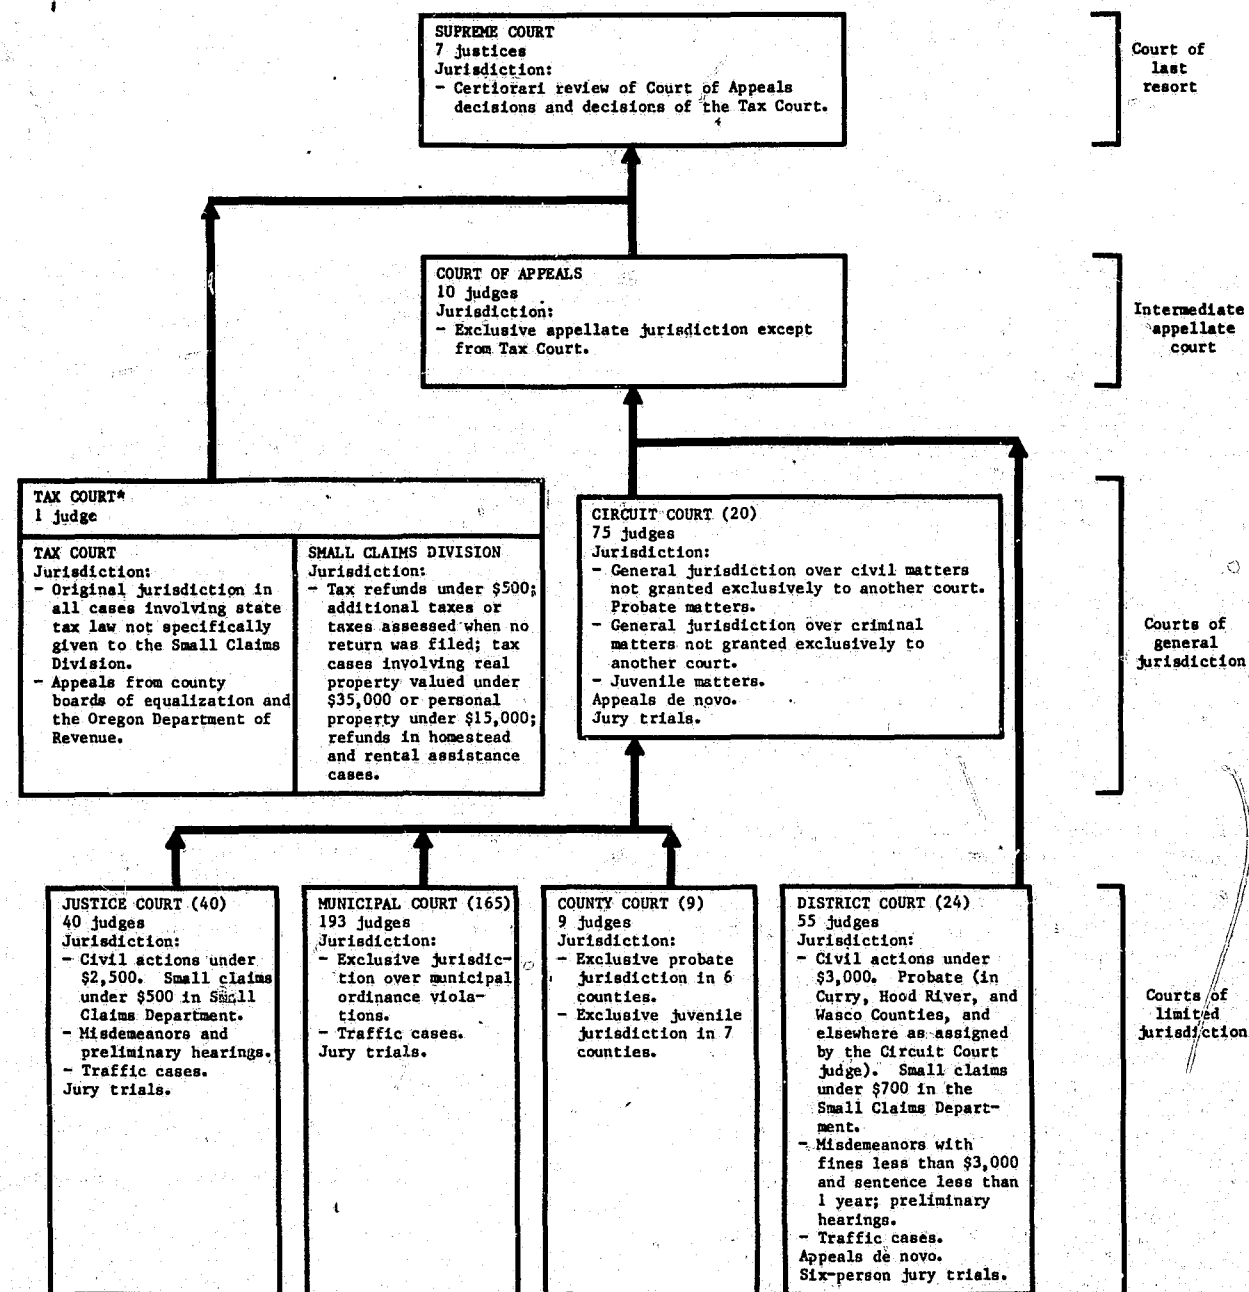 SUPREME COURT
7 justices
Jurisdiction:
- Certiorari review of Court of Appeals
decisions and decisions of the Tax Court.
Court of
last
resort
COURT OF APPEALS
10 judges
Jurisdiction:
- Exclusive appellate jurisdiction except
from Tax Court.
Intermediate
appellate
court
TAX COURT*
1 judge
TAX COURT
Jurisdiction:
- Original jurisdiction in
all cases involving state
tax law not specifically
given to the Small Claims
Division.
- Appeals from county
boards of equalization and
the Oregon Department of
Revenue.
SMALL CLAIMS DIVISION
Jurisdiction:
- Tax refunds under $500;
additional taxes or
taxes assessed when no
return was filed; tax
cases involving real
property valued under
$35,000 or personal
property under $15,000;
refunds in homestead
and rental assistance
cases.
CIRCUIT COURT (20)
75 judges
Jurisdiction:
- General jurisdiction over civil matters
not granted exclusively to another court.
Probate matters.
- General jurisdiction over criminal
matters not granted exclusively to
another court.
- Juvenile matters.
Appeals de novo.
Jury trials.
Courts of
general
jurisdiction
JUSTICE COURT (40)
40 judges
Jurisdiction:
- Civil actions under
$2,500. Small claims
under $500 in Small
Claims Department.
- Misdemeanors and
preliminary hearings.
- Traffic cases.
Jury trials.
MUNICIPAL COURT (165)
193 judges
Jurisdiction:
- Exclusive jurisdic-
tion over municipal
ordinance viola-
tions.
- Traffic cases.
Jury trials.
COUNTY COURT (9)
9 judges
Jurisdiction:
- Exclusive probate
jurisdiction in 6
counties.
- Exclusive juvenile
jurisdiction in 7
counties.
DISTRICT COURT (24)
55 judges
Jurisdiction:
- Civil actions under
$3,000. Probate (in
Curry, Hood River, and
Wasco Counties, and
elsewhere as assigned
by the Circuit Court
judge). Small claims
under $700 in the
Small Claims Depart-
ment.
- Misdemeanors with
fines less than $3,000
and sentence less than
1 year; preliminary
hearings.
- Traffic cases.
Appeals de novo.
Six-person jury trials.
Courts of
limited
jurisdiction